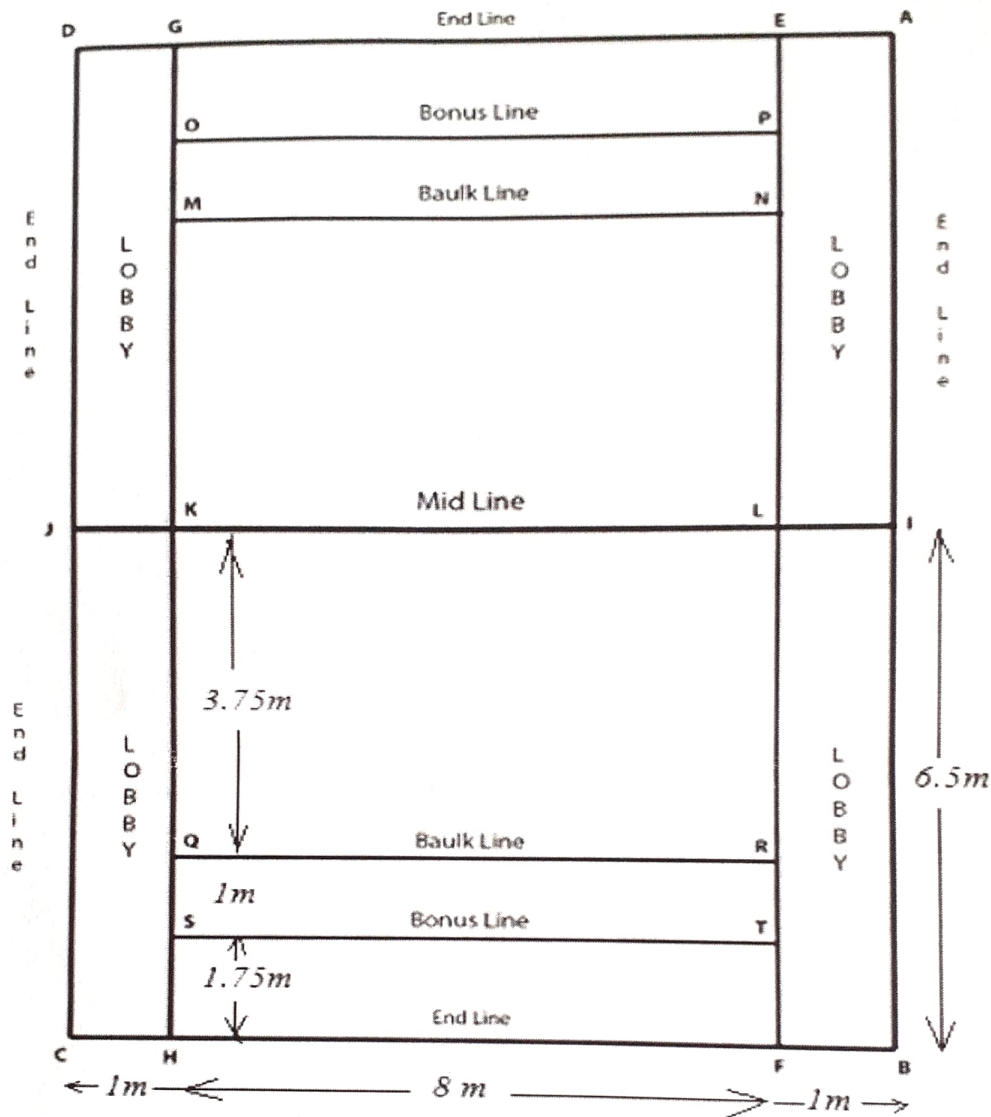 D G End Line E A
O Bonus Line P
M Baulk Line N
End Line
LOBBY
LOBBY
End Line
J K Mid Line L I
3.75m
End Line
LOBBY
LOBBY
6.5m
Q Baulk Line R
1m
S Bonus Line T
1.75m
End Line
C H F B
1m 8 m 1m